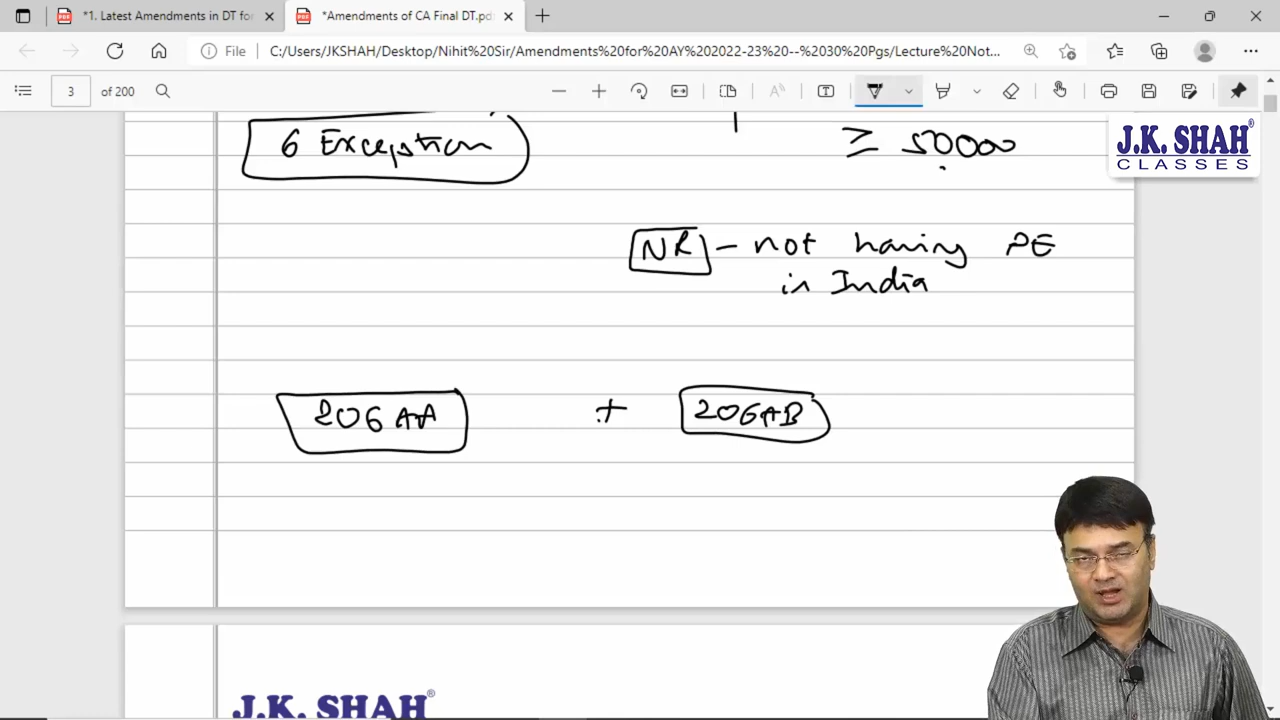 *1. Latest Amendments in DT for
*Amendments of CA Final DT.pd
File
C:/Users/JKSHAH/Desktop/Nihit%20Sir/Amendments%20for%20AY%202022-23%20--%2030%20Pgs/Lecture%20Not...
3 of 200
J.K. SHAH®
CLASSES
6 Exception
≥ 50000
NR - not having PE
in India
206AA + 206AB
J.K. SHAH®